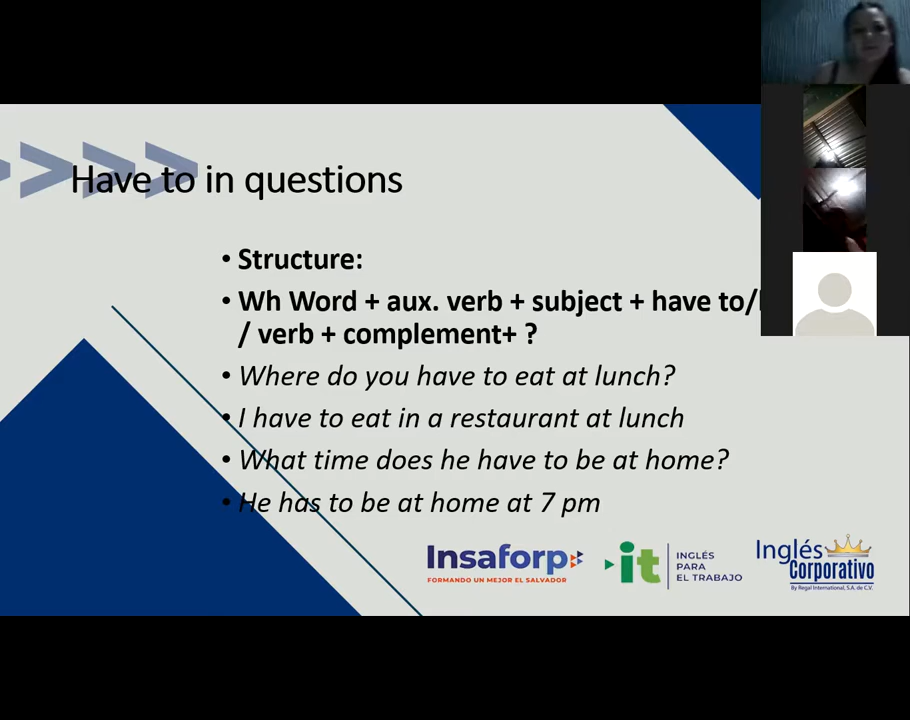 Have to in questions
• Structure:
• Wh Word + aux. verb + subject + have to/
/ verb + complement+ ?
• Where do you have to eat at lunch?
• I have to eat in a restaurant at lunch
• What time does he have to be at home?
• He has to be at home at 7 pm
Insaforp
FORMANDO UN MEJOR EL SALVADOR
it
INGLÉS
PARA
EL TRABAJO
Inglés
Corporativo
By Regal International, S.A. de C.V.